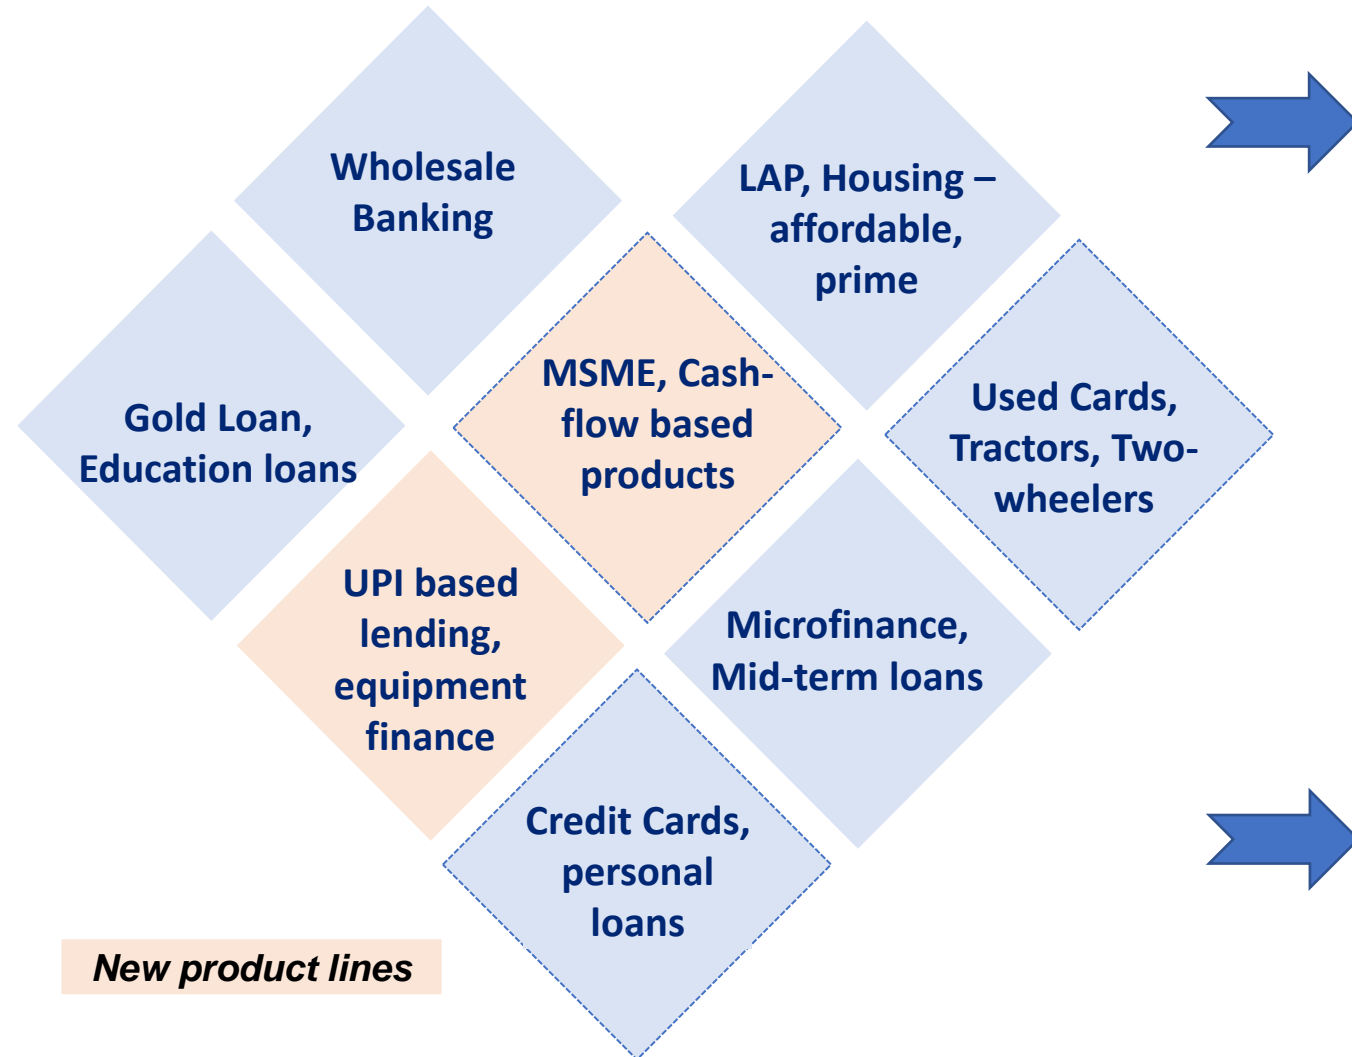 Wholesale
Banking
LAP, Housing –
affordable,
prime
Gold Loan,
Education loans
MSME, Cash-
flow based
products
Used Cards,
Tractors, Two-
wheelers
UPI based
lending,
equipment
finance
Microfinance,
Mid-term loans
Credit Cards,
personal
loans
New product lines